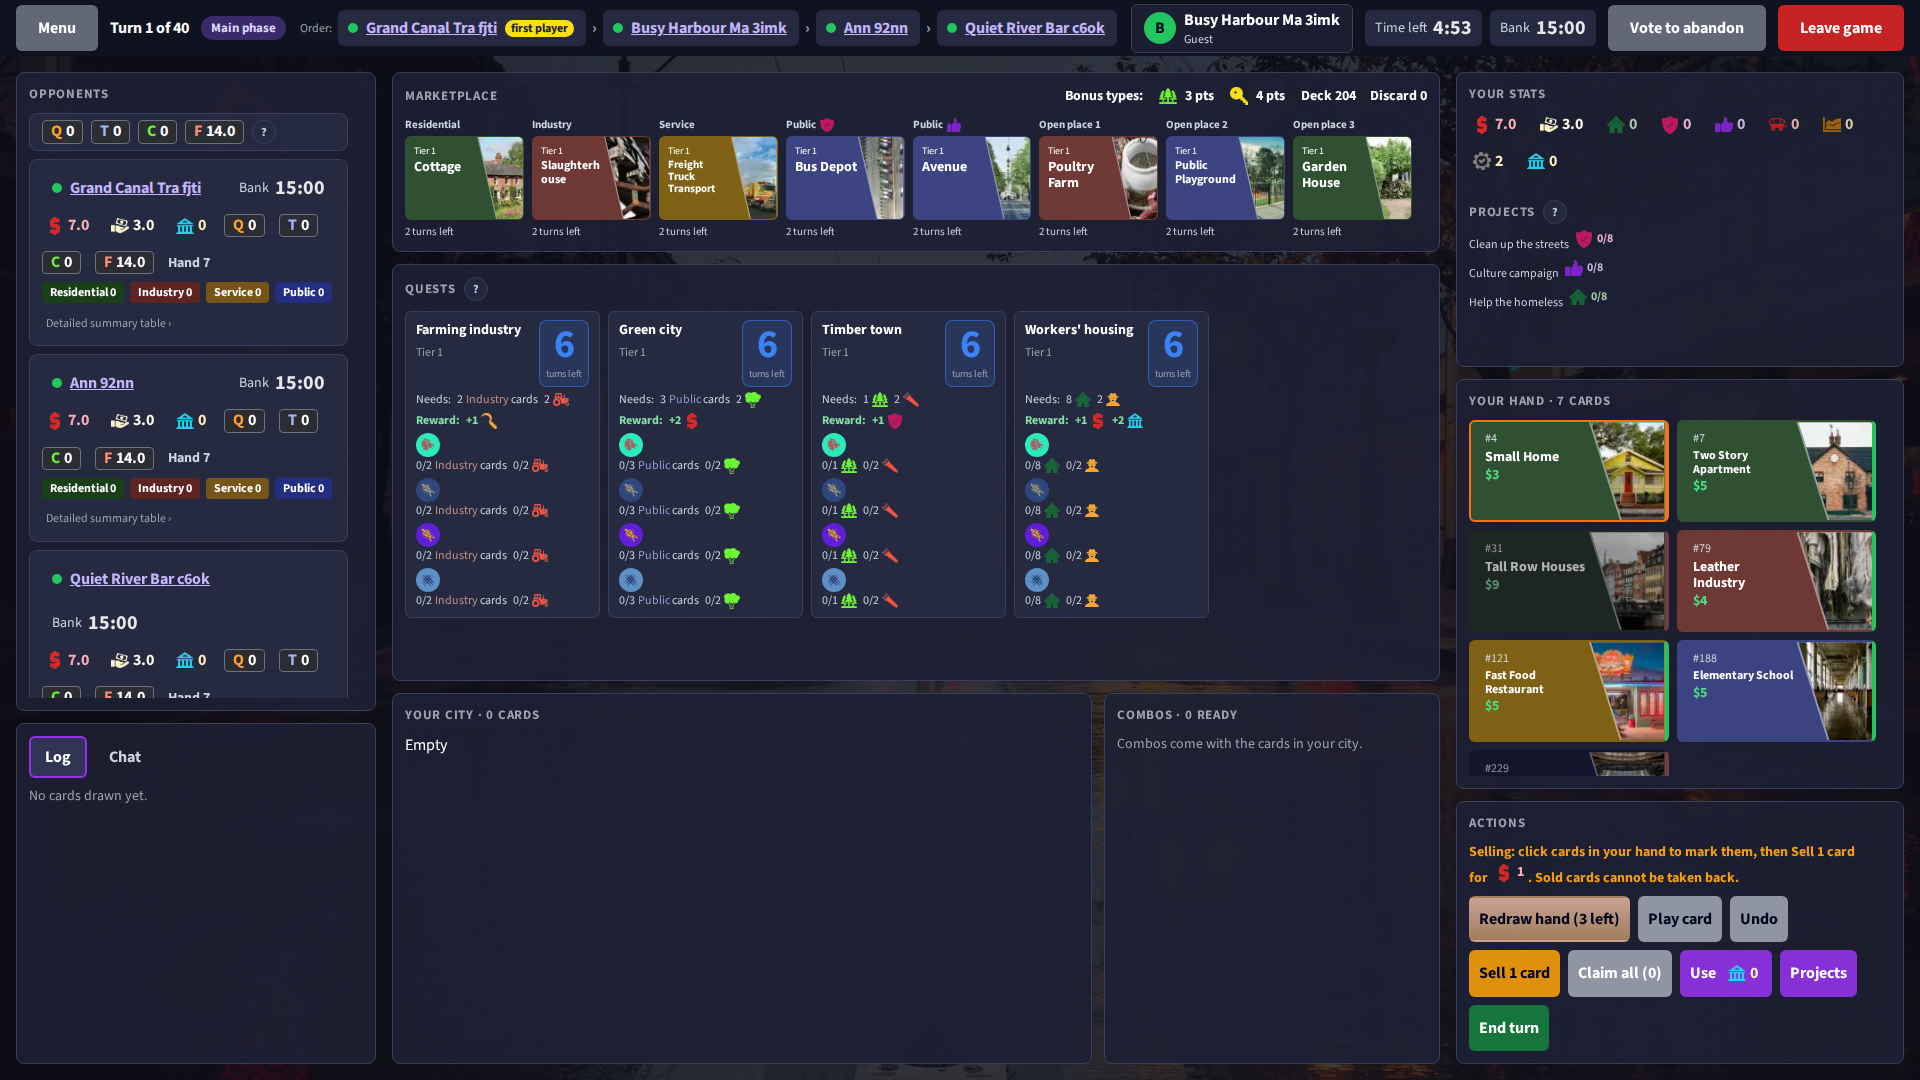 Menu
Turn 1 of 40
Main phase
Order:
Grand Canal Tra fjti
first player
›
Busy Harbour Ma 3imk
›
Ann 92nn
›
Quiet River Bar c6ok
B
Busy Harbour Ma 3imk
Guest
Time left 4:53
Bank 15:00
Vote to abandon
Leave game
OPPONENTS
Q 0
T 0
C 0
F 14.0
?
Grand Canal Tra fjti
Bank 15:00
7.0
3.0
0
Q 0
T 0
C 0
F 14.0
Hand 7
Residential 0
Industry 0
Service 0
Public 0
Detailed summary table ›
Ann 92nn
Bank 15:00
7.0
3.0
0
Q 0
T 0
C 0
F 14.0
Hand 7
Residential 0
Industry 0
Service 0
Public 0
Detailed summary table ›
Quiet River Bar c6ok
Bank 15:00
7.0
3.0
0
Q 0
T 0
C 0
F 14.0
Hand 7
Log
Chat
No cards drawn yet.
MARKETPLACE
Bonus types:
3 pts
4 pts
Deck 204
Discard 0
Residential
Tier 1
Cottage
2 turns left
Industry
Tier 1
Slaughterh
ouse
2 turns left
Service
Tier 1
Freight
Truck
Transport
2 turns left
Public
Tier 1
Bus Depot
2 turns left
Public
Tier 1
Avenue
2 turns left
Open place 1
Tier 1
Poultry
Farm
2 turns left
Open place 2
Tier 1
Public
Playground
2 turns left
Open place 3
Tier 1
Garden
House
2 turns left
QUESTS
?
Farming industry
Tier 1
6
turns left
Needs: 2 Industry cards 2
Reward: +1
0/2 Industry cards 0/2
0/2 Industry cards 0/2
0/2 Industry cards 0/2
0/2 Industry cards 0/2
Green city
Tier 1
6
turns left
Needs: 3 Public cards 2
Reward: +2
0/3 Public cards 0/2
0/3 Public cards 0/2
0/3 Public cards 0/2
0/3 Public cards 0/2
Timber town
Tier 1
6
turns left
Needs: 1 2
Reward: +1
0/1 0/2
0/1 0/2
0/1 0/2
0/1 0/2
Workers' housing
Tier 1
6
turns left
Needs: 8 2
Reward: +1 +2
0/8 0/2
0/8 0/2
0/8 0/2
0/8 0/2
YOUR CITY · 0 CARDS
Empty
COMBOS · 0 READY
Combos come with the cards in your city.
YOUR STATS
7.0
3.0
0
0
0
0
0
2
0
PROJECTS
?
Clean up the streets 0/8
Culture campaign 0/8
Help the homeless 0/8
YOUR HAND · 7 CARDS
#4
Small Home
$3
#7
Two Story
Apartment
$5
#31
Tall Row Houses
$9
#79
Leather
Industry
$4
#121
Fast Food
Restaurant
$5
#188
Elementary School
$5
#229
ACTIONS
Selling: click cards in your hand to mark them, then Sell 1 card
for 1 . Sold cards cannot be taken back.
Redraw hand (3 left)
Play card
Undo
Sell 1 card
Claim all (0)
Use 0
Projects
End turn